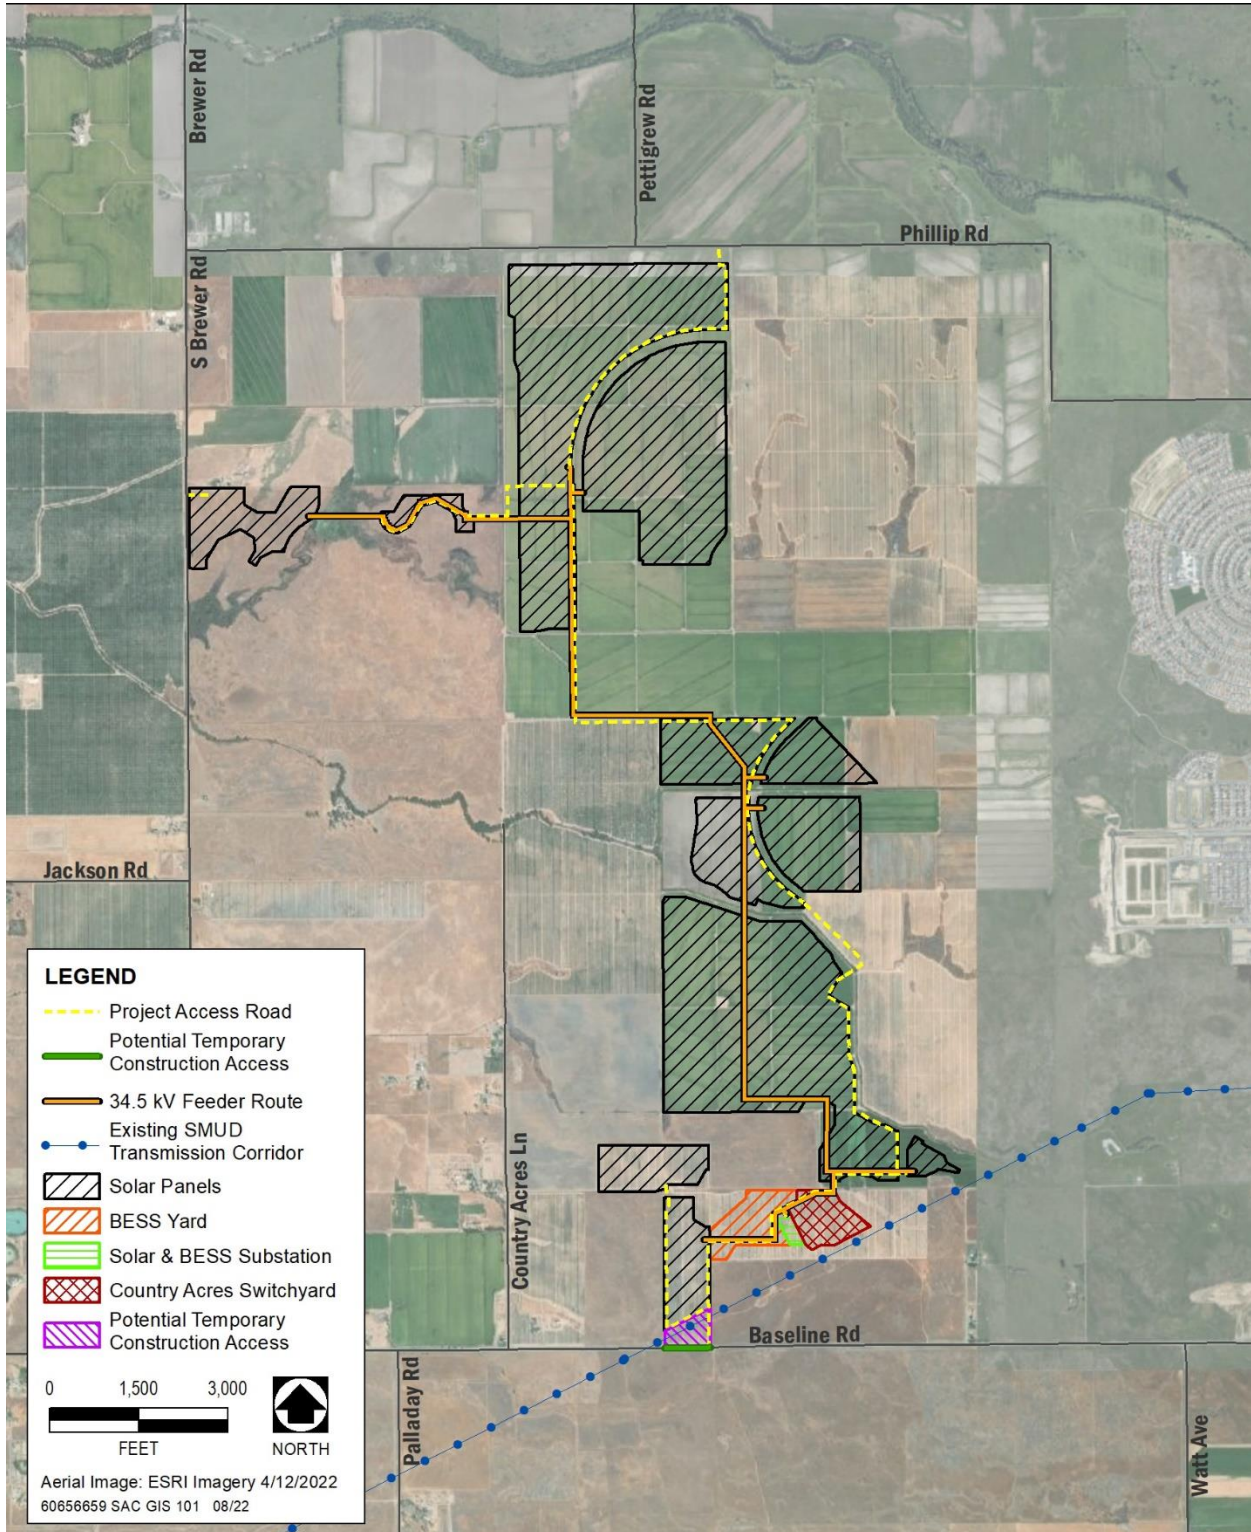 Brewer Rd
Pettigrew Rd
Phillip Rd
S Brewer Rd
Jackson Rd
Country Acres Ln
Baseline Rd
Palladay Rd
Watt Ave
LEGEND
Project Access Road
Potential Temporary
Construction Access
34.5 kV Feeder Route
Existing SMUD
Transmission Corridor
Solar Panels
BESS Yard
Solar & BESS Substation
Country Acres Switchyard
Potential Temporary
Construction Access
0 1,500 3,000
FEET
NORTH
Aerial Image: ESRI Imagery 4/12/2022
60656659 SAC GIS 101 08/22